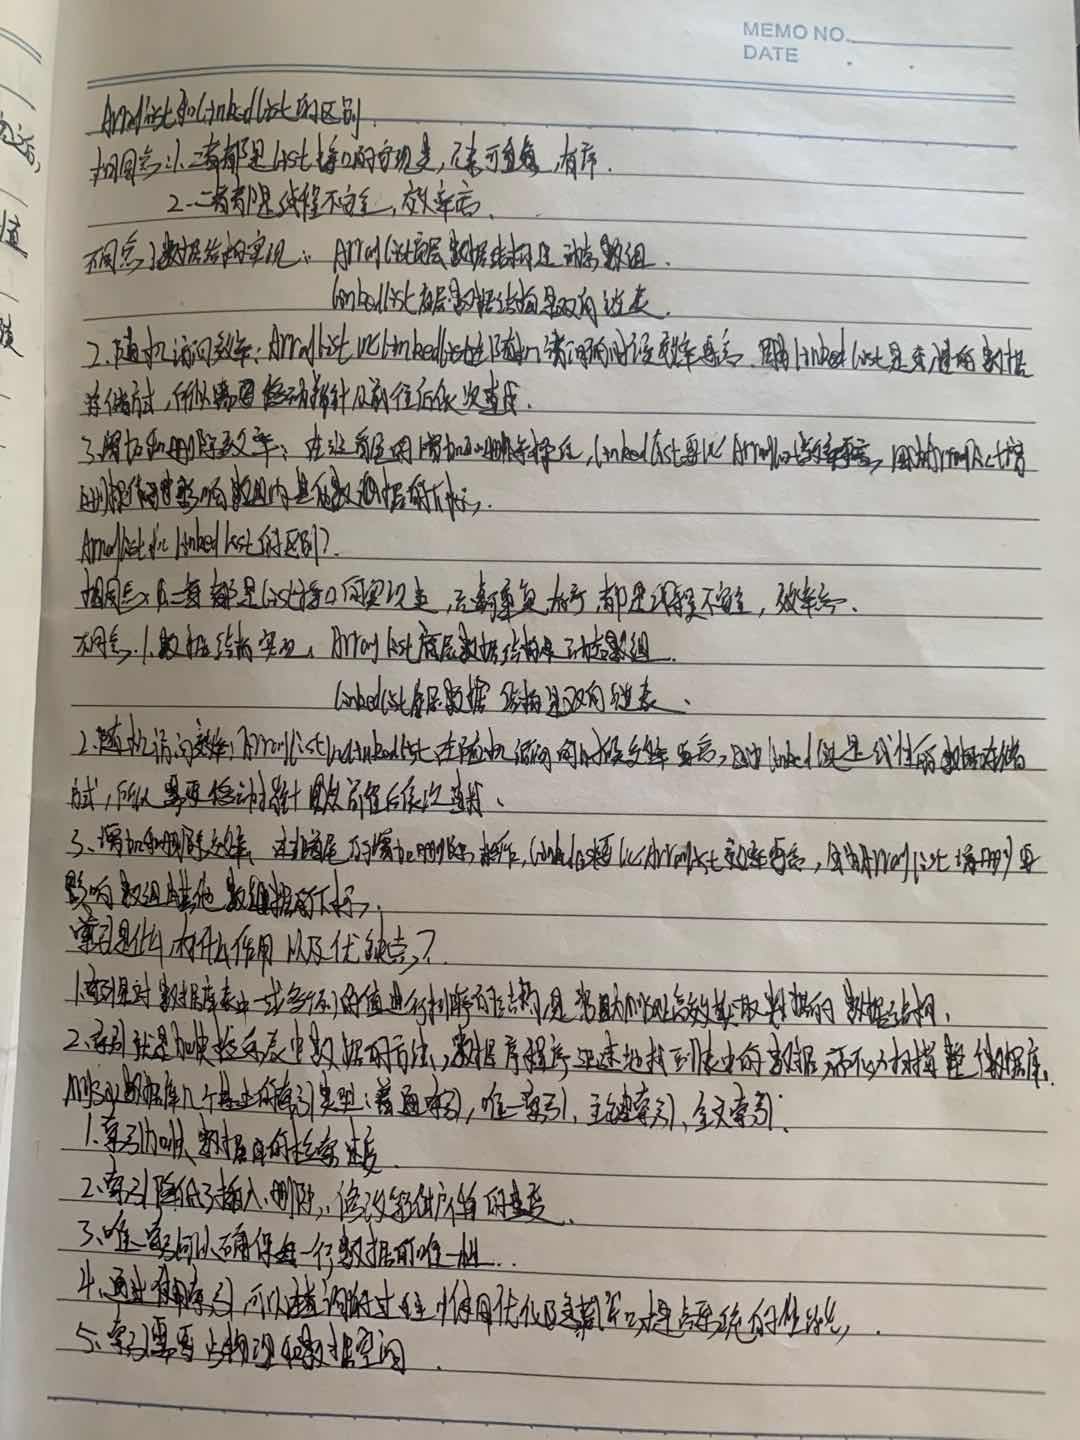 MEMO NO.
DATE
ArrayList和LinkedList的区别
相同点:1.二者都是List接口的实现类,元素可重复,有序.
2.二者都是线程不安全,效率高.
不同点:1数据结构实现: ArrayList底层数据结构是动态数组.
LinkedList底层数据结构是双向链表.
2.随机访问效率:ArrayList比LinkedList在随机访问的时候效率要高.因为LinkedList是线性的数据
存储方式,所以需要移动指针从前往后依次查找.
3.增加和删除效率:在非首尾的增加和删除操作,LinkedList要比ArrayList效率要高,因为ArrayList增
删操作要影响数组内其他数据的下标.
ArrayList和LinkedList的区别?
相同点:1.二者都是List接口的实现类,元素可重复,有序,都是线程不安全,效率高.
不同点:1.数据结构实现: ArrayList底层数据结构是动态数组.
LinkedList底层数据结构是双向链表.
2.随机访问效率:ArrayList比LinkedList在随机访问的时候效率要高,因为LinkedList是线性的数据存储
方式,所以需要移动指针从前往后依次查找.
3.增加和删除效率:在非首尾的增加和删除操作,LinkedList要比ArrayList效率要高,因为ArrayList增删要
影响数组内其他数据的下标.
索引是什么,有什么作用以及优缺点?
1.索引是对数据库表中一或多个列的值进行排序的结构,是帮助MySQL高效获取数据的数据结构.
2.索引就是加快检索表中数据的方法,数据库程序迅速地找到表中的数据,而不必扫描整个数据库.
MySQL数据库几个基本的索引类型:普通索引,唯一索引、主键索引、全文索引.
1.索引加快数据库的检索速度
2.索引降低了插入、删除、修改等维护任务的速度.
3.唯一索引可以确保每一行数据的唯一性.
4.通过使用索引,可以在查询的过程中使用优化隐藏器,提高系统的性能.
5.索引需要占物理和数据空间.